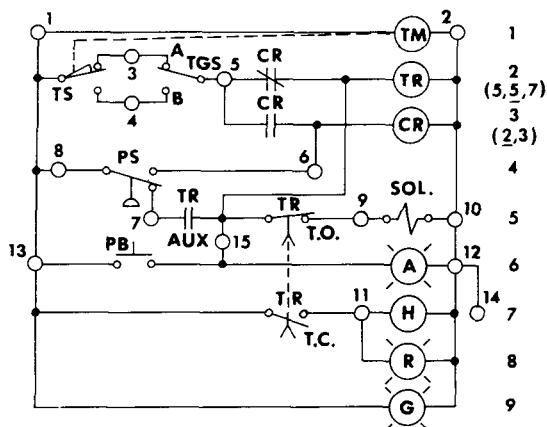 1 2
TM 1
A
3 TGS 5 CR TR 2
TS (5,5,7)
B CR 3
4 CR (2,3)
8 PS 6 4
TR TR 9 SOL. 10
7 5
AUX T.O.
13 PB 15 A 12 6
14
TR 11 H 7
T.C.
R 8
G 9